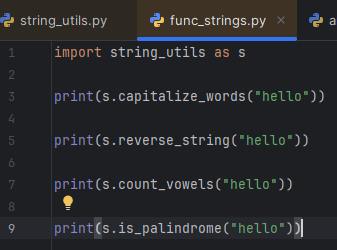 string_utils.py func_strings.py a
1 import string_utils as s
2
3 print(s.capitalize_words("hello"))
4
5 print(s.reverse_string("hello"))
6
7 print(s.count_vowels("hello"))
8
9 print(s.is_palindrome("hello"))